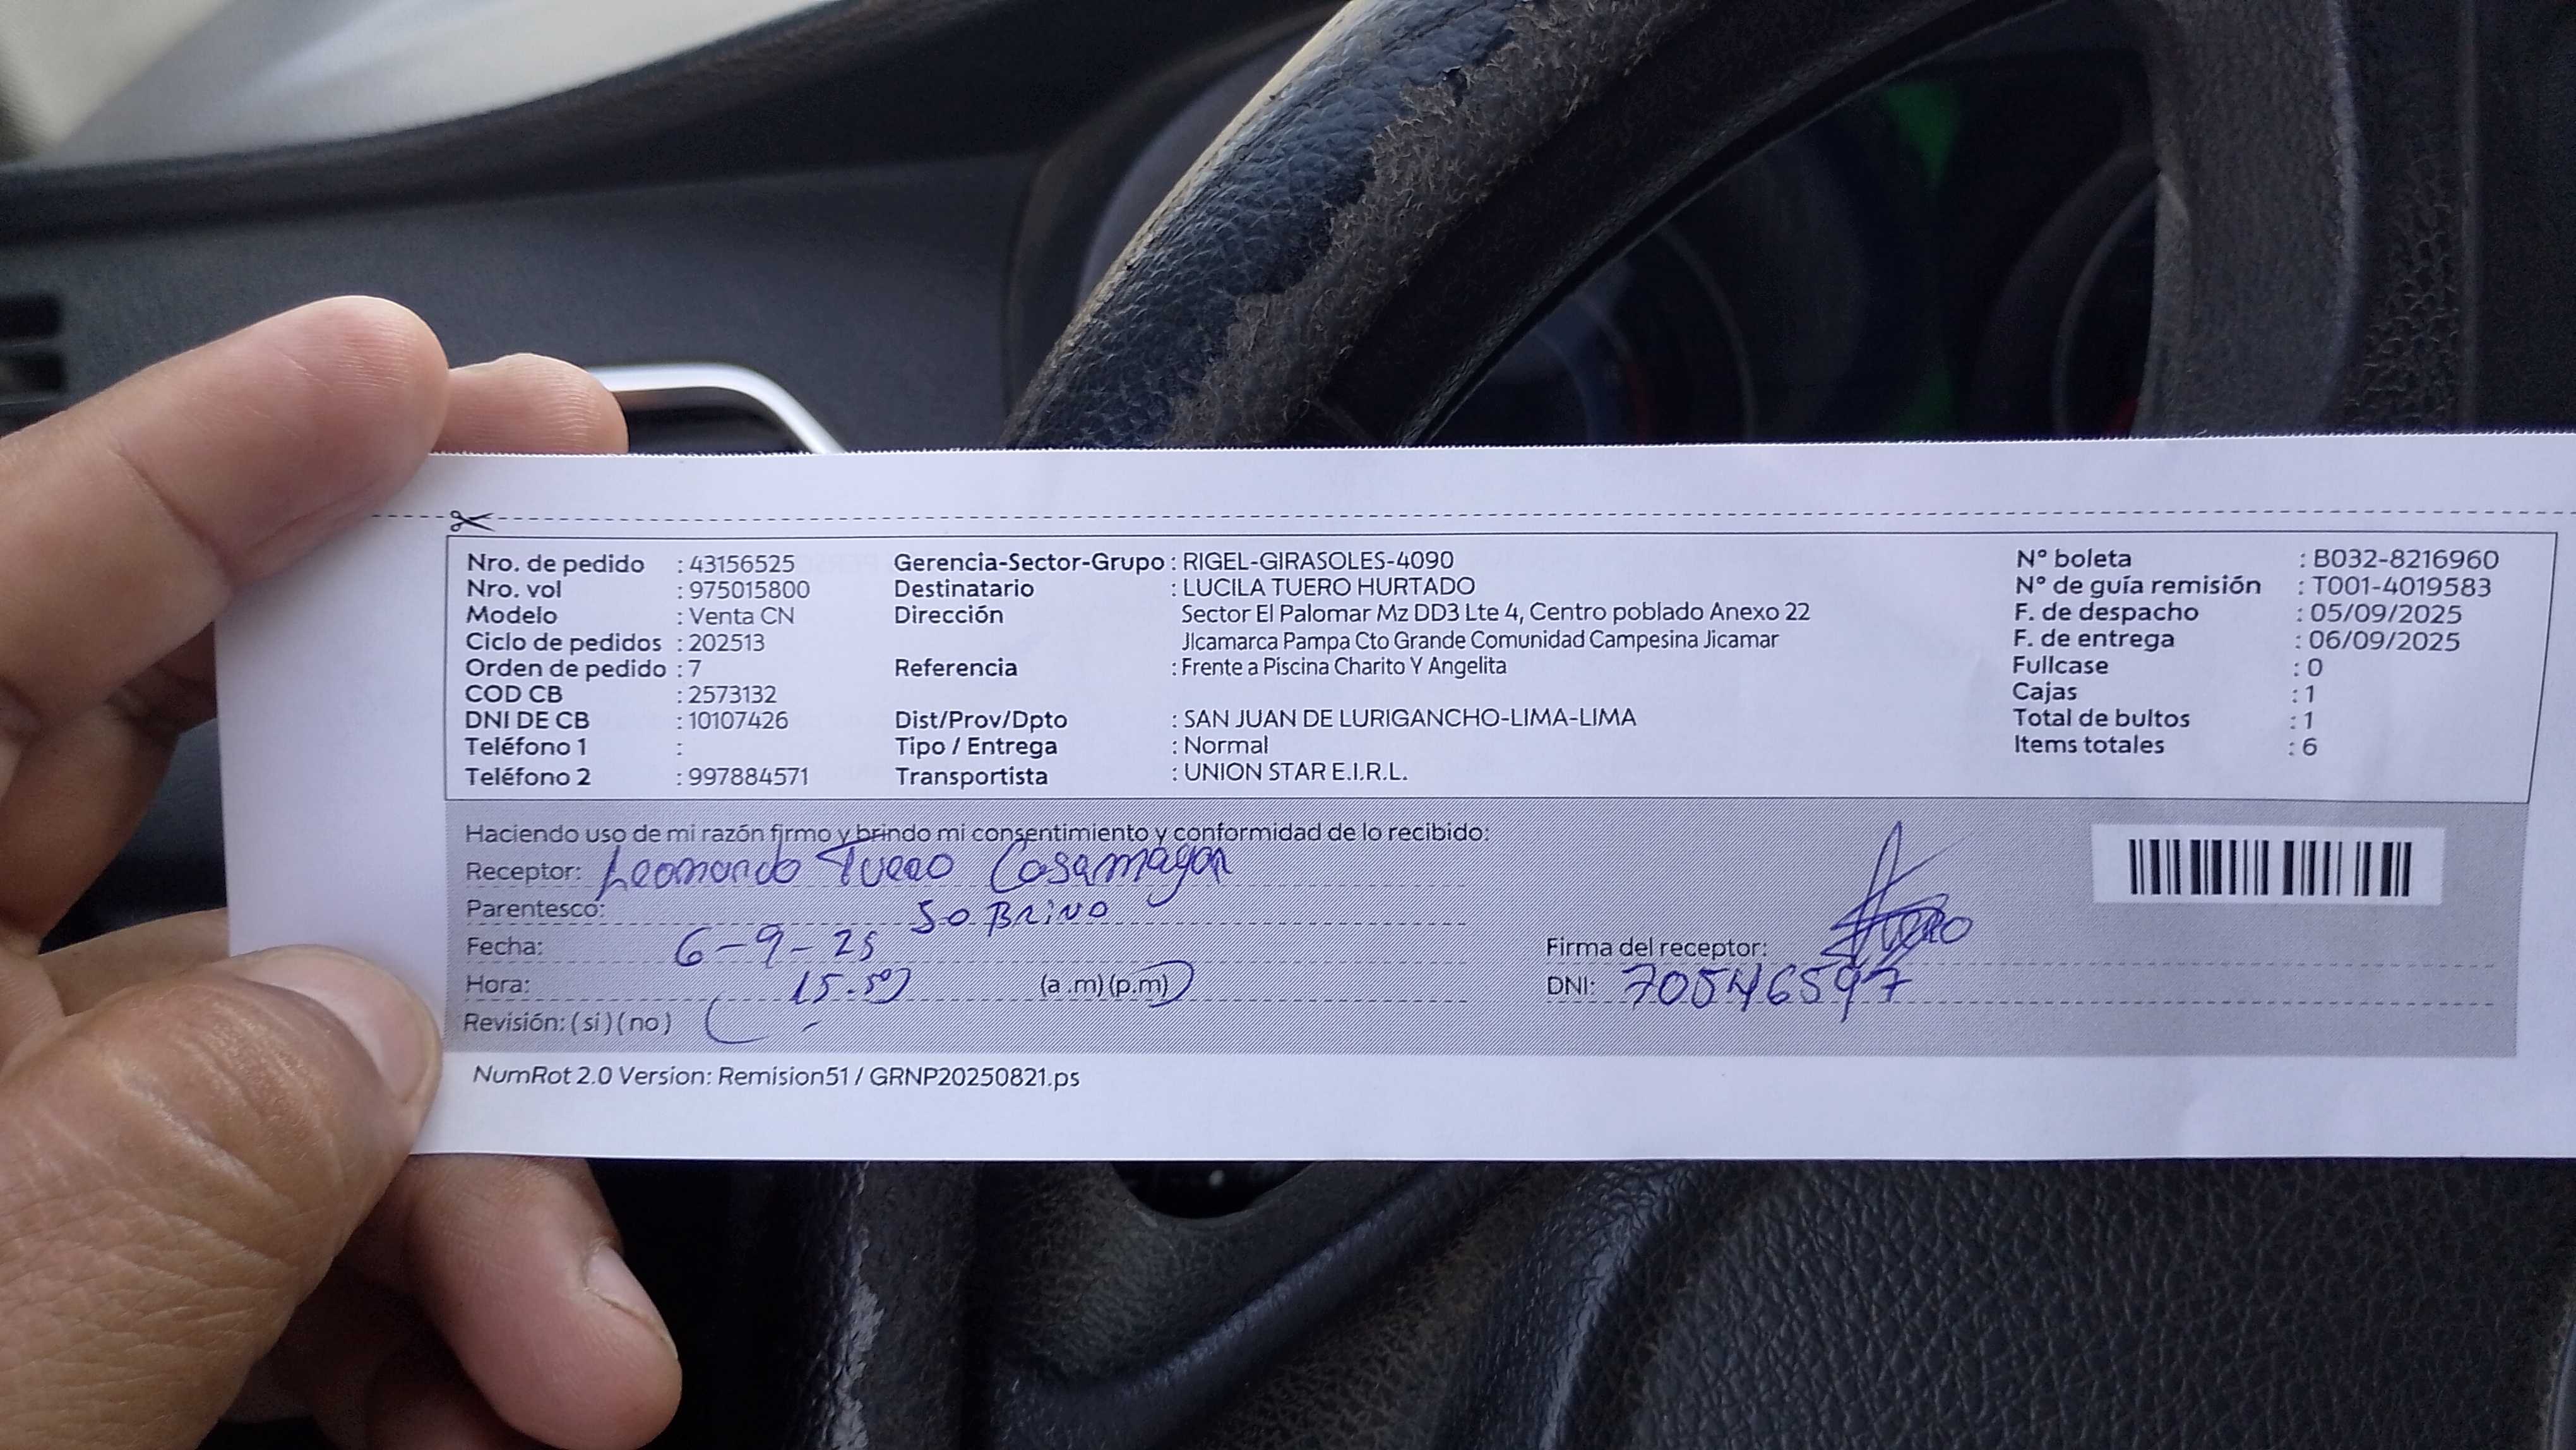 Nro. de pedido : 43156525 Gerencia-Sector-Grupo : RIGEL-GIRASOLES-4090 N° boleta : B032-8216960
Nro. vol : 975015800 Destinatario : LUCILA TUERO HURTADO N° de guía remisión : T001-4019583
Modelo : Venta CN Dirección Sector El Palomar Mz DD3 Lte 4, Centro poblado Anexo 22 F. de despacho : 05/09/2025
Ciclo de pedidos : 202513 JIcamarca Pampa Cto Grande Comunidad Campesina Jicamar F. de entrega : 06/09/2025
Orden de pedido : 7 Referencia : Frente a Piscina Charito Y Angelita Fullcase : 0
COD CB : 2573132 Cajas : 1
DNI DE CB : 10107426 Dist/Prov/Dpto : SAN JUAN DE LURIGANCHO-LIMA-LIMA Total de bultos : 1
Teléfono 1 : Tipo / Entrega : Normal Items totales : 6
Teléfono 2 : 997884571 Transportista : UNION STAR E.I.R.L.
Haciendo uso de mi razón firmo y brindo mi consentimiento y conformidad de lo recibido:
Receptor: Leonardo Tuero
Parentesco: SOBRINO
Fecha: 6-9-25 Firma del receptor:
Hora: 15.50 (a .m) (p.m) DNI: 70546597
Revisión: ( si ) ( no )
NumRot 2.0 Version: Remision51 / GRNP20250821.ps